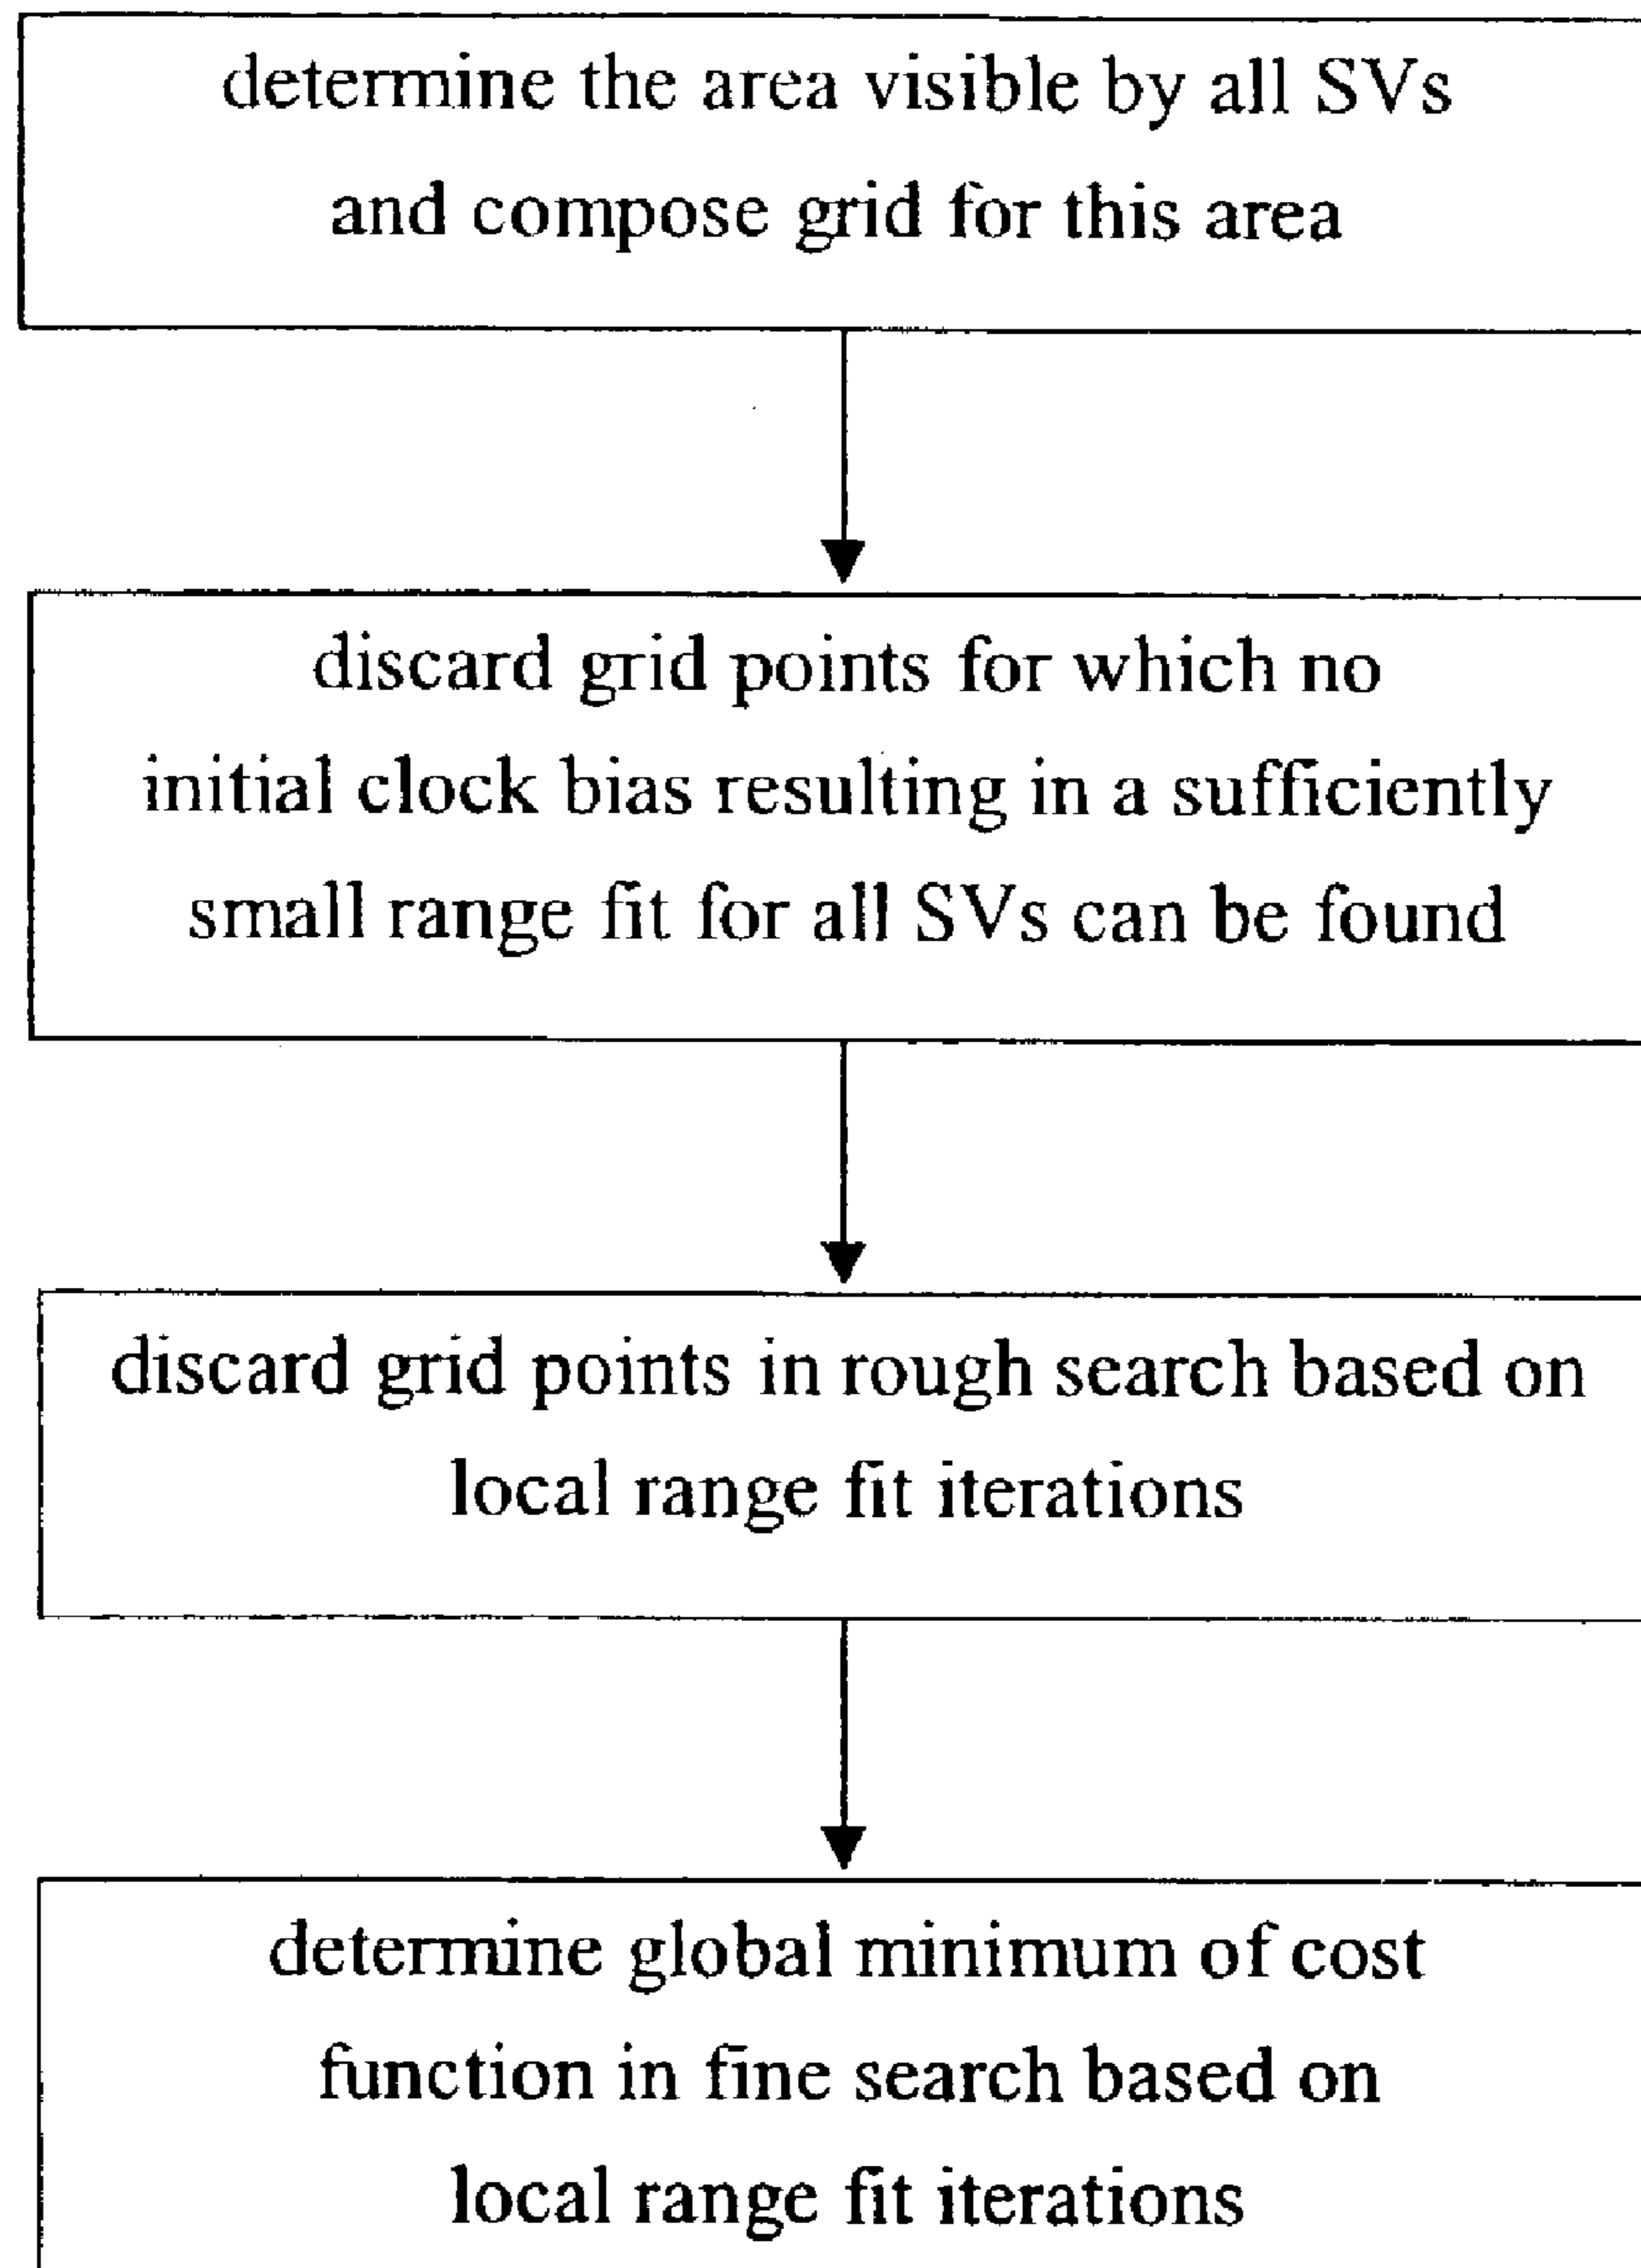 determine the area visible by all SVs
and compose grid for this area
discard grid points for which no
initial clock bias resulting in a sufficiently
small range fit for all SVs can be found
discard grid points in rough search based on
local range fit iterations
determine global minimum of cost
function in fine search based on
local range fit iterations